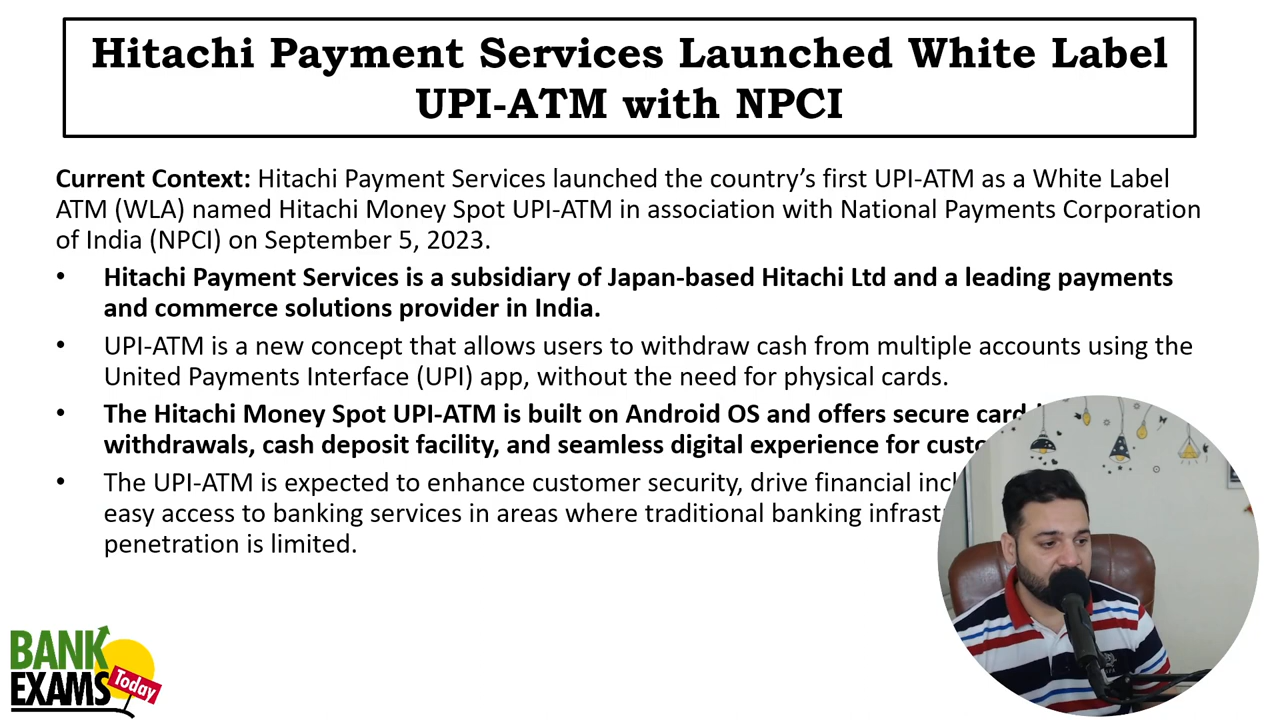 Hitachi Payment Services Launched White Label
UPI-ATM with NPCI
Current Context: Hitachi Payment Services launched the country’s first UPI-ATM as a White Label
ATM (WLA) named Hitachi Money Spot UPI-ATM in association with National Payments Corporation
of India (NPCI) on September 5, 2023.
• Hitachi Payment Services is a subsidiary of Japan-based Hitachi Ltd and a leading payments
and commerce solutions provider in India.
• UPI-ATM is a new concept that allows users to withdraw cash from multiple accounts using the
United Payments Interface (UPI) app, without the need for physical cards.
• The Hitachi Money Spot UPI-ATM is built on Android OS and offers secure
withdrawals, cash deposit facility, and seamless digital experience for
• The UPI-ATM is expected to enhance customer security, drive financial
easy access to banking services in areas where traditional banking
penetration is limited.
BANK
EXAMS
Today